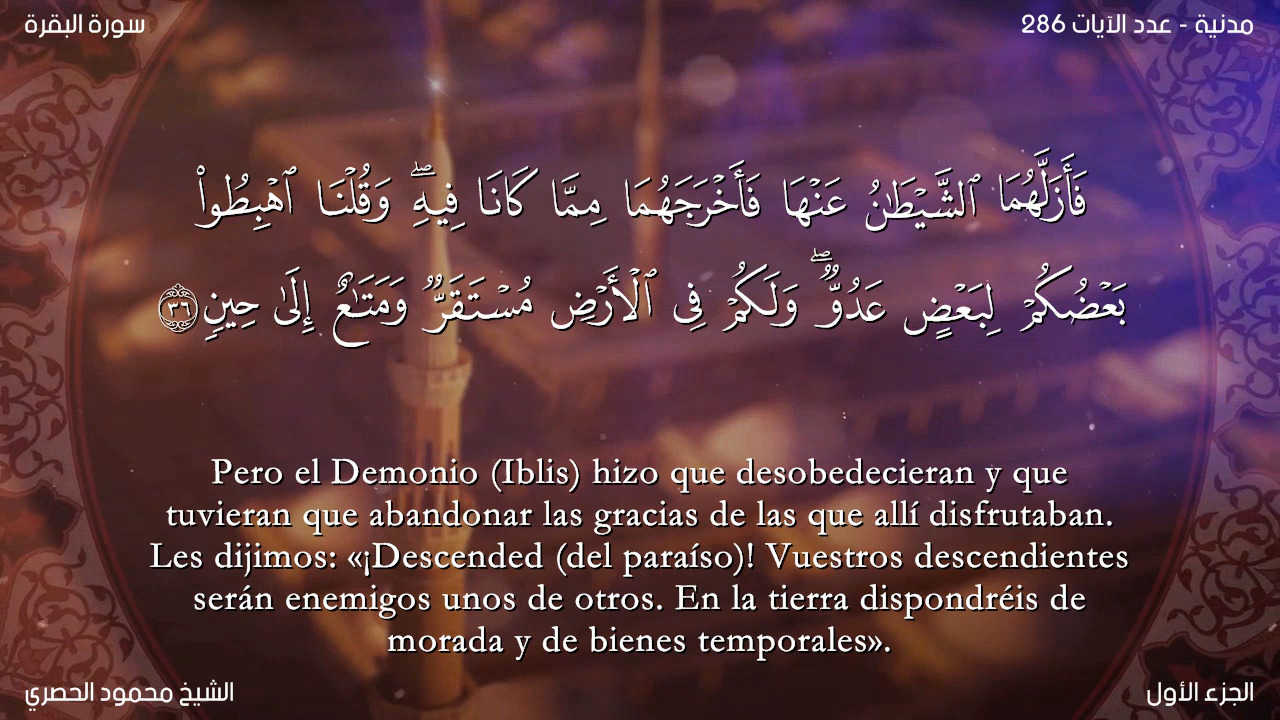 سورة البقرة
مدنية - عدد الآيات 286
فَأَزَلَّهُمَا ٱلشَّيْطَٰنُ عَنْهَا فَأَخْرَجَهُمَا مِمَّا كَانَا فِيهِ ۖ وَقُلْنَا ٱهْبِطُوا۟
بَعْضُكُمْ لِبَعْضٍ عَدُوٌّ ۖ وَلَكُمْ فِى ٱلْأَرْضِ مُسْتَقَرٌّ وَمَتَٰعٌ إِلَىٰ حِينٍ ٣٦
Pero el Demonio (Iblis) hizo que desobedecieran y que
tuvieran que abandonar las gracias de las que allí disfrutaban.
Les dijimos: «¡Descended (del paraíso)! Vuestros descendientes
serán enemigos unos de otros. En la tierra dispondréis de
morada y de bienes temporales».
الشيخ محمود الحصري
الجزء الأول